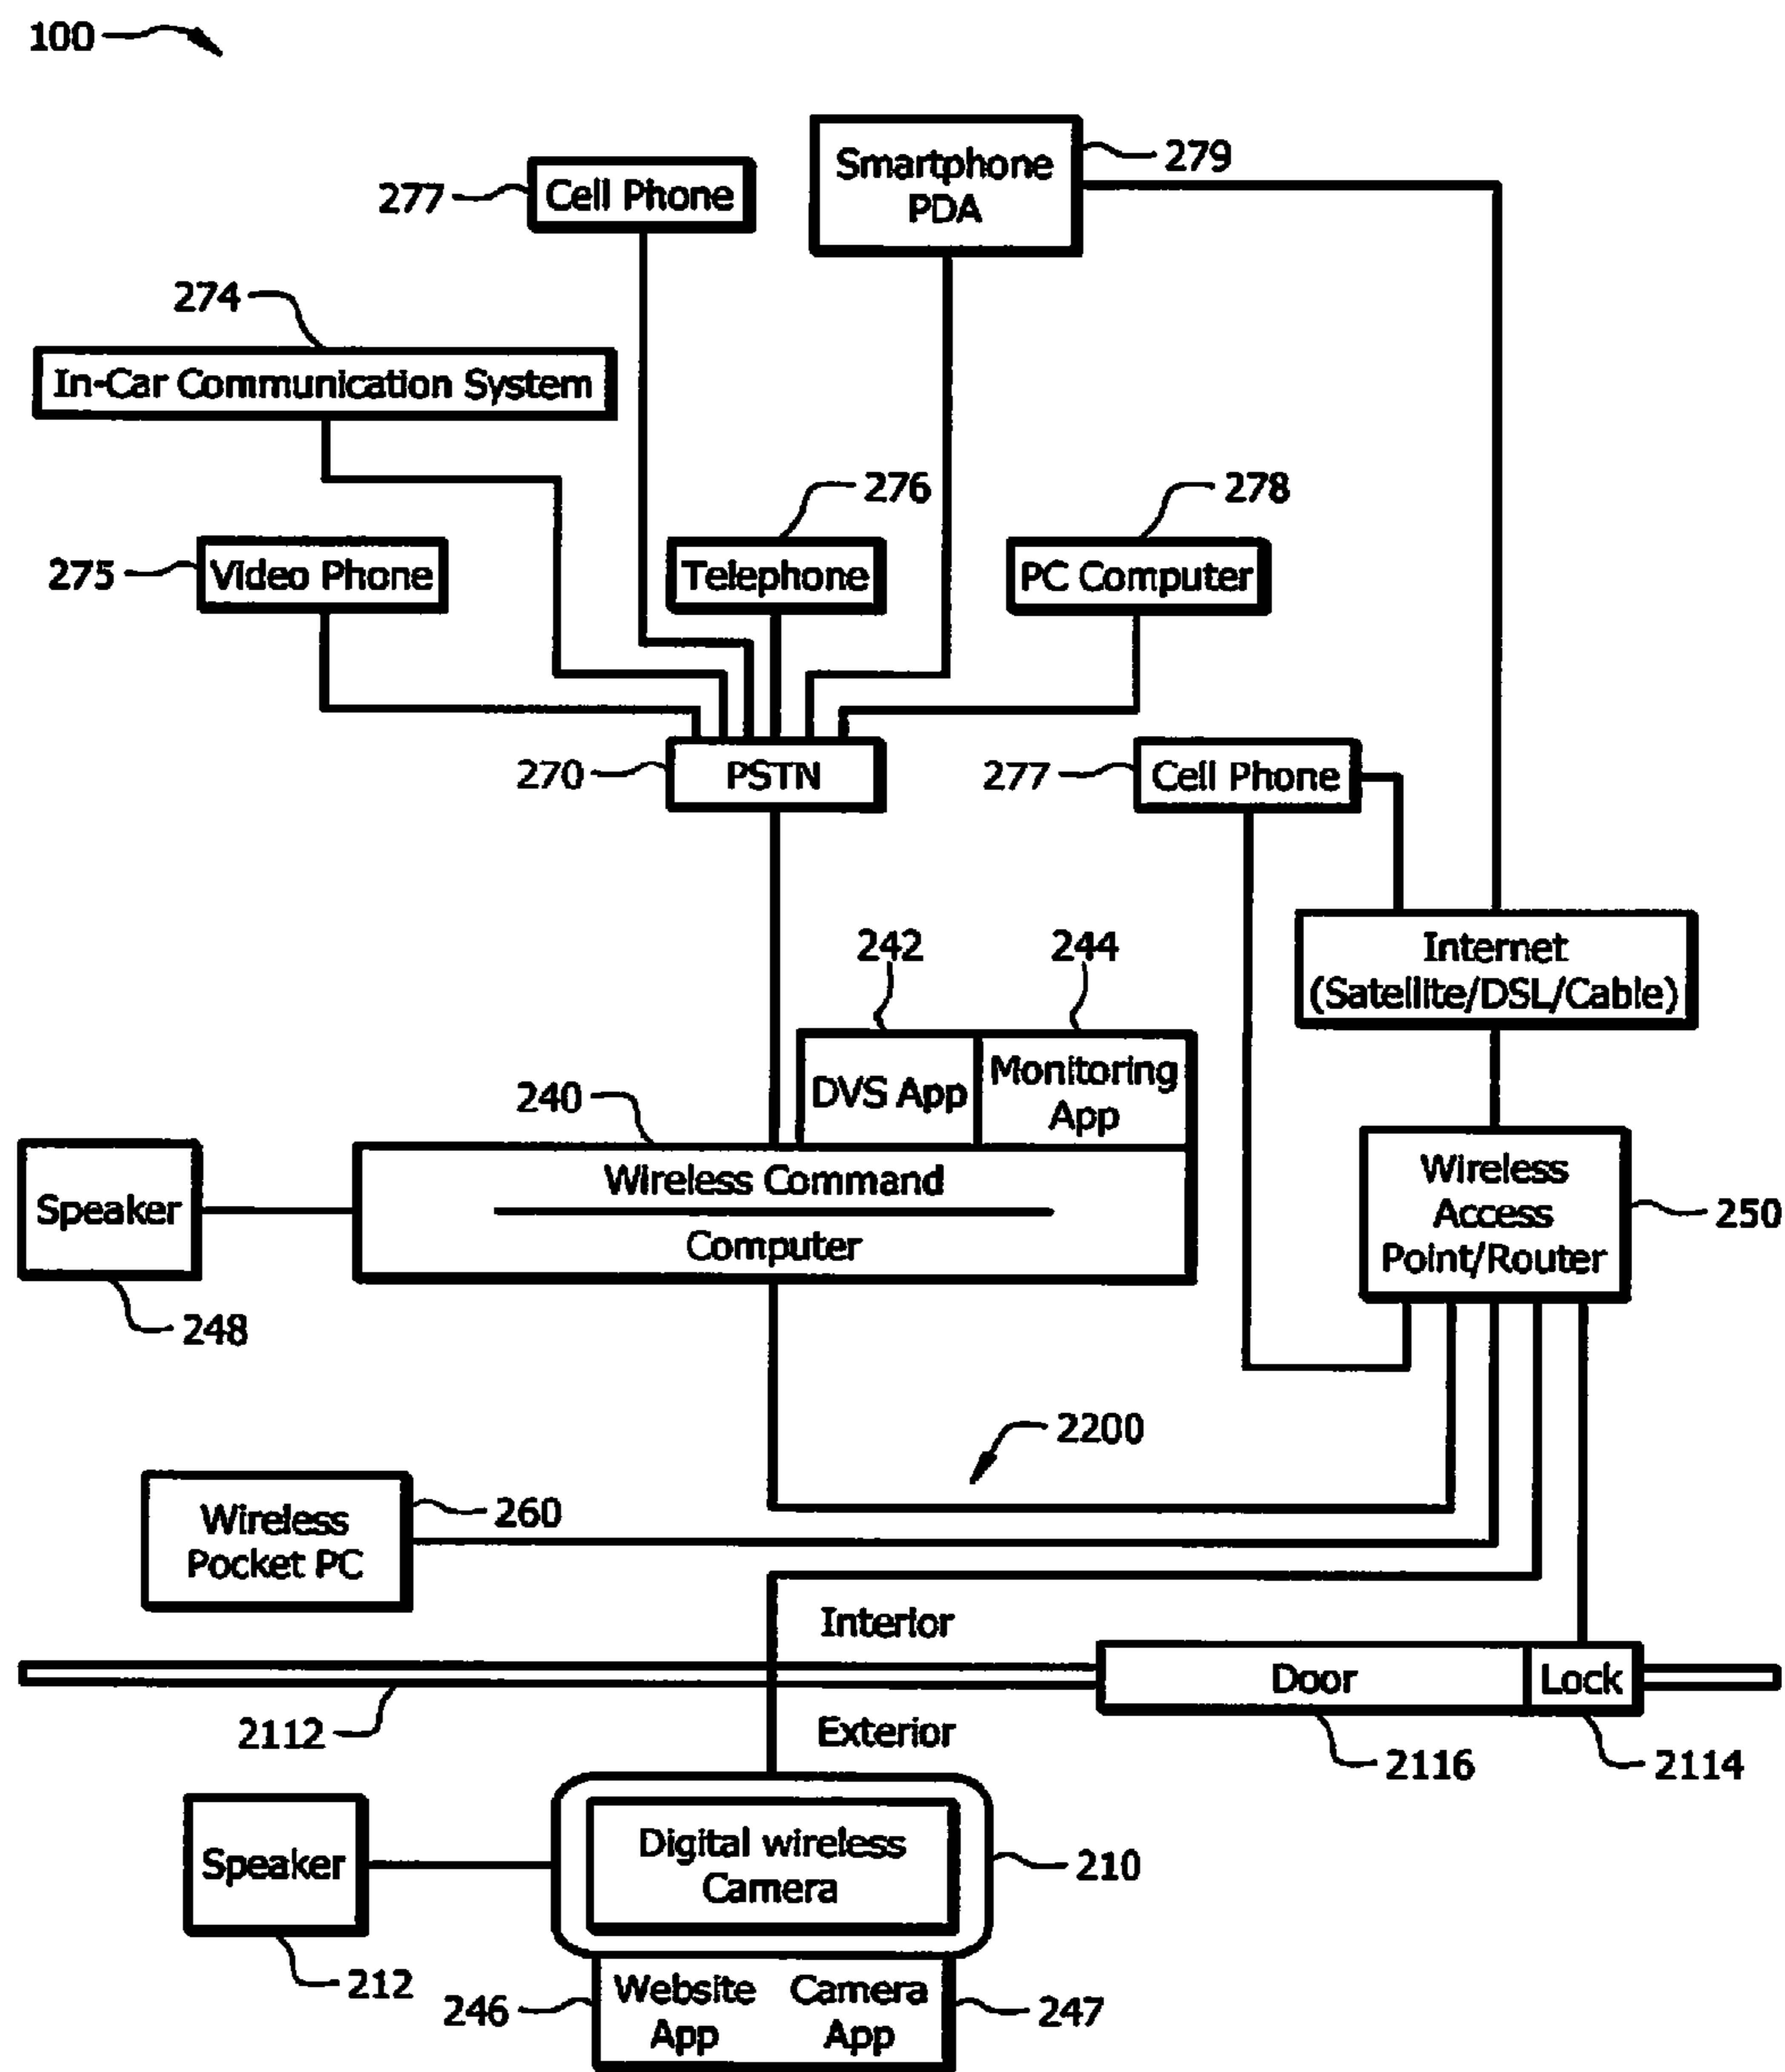 100
Smartphone
PDA
279
277
Cell Phone
274
In-Car Communication System
276
278
275
Video Phone
Telephone
PC Computer
270
PSTN
277
Cell Phone
242
244
Internet
(Satellite/DSL/Cable)
DVS App
Monitoring
App
240
Speaker
Wireless Command
Computer
Wireless
Access
Point/Router
250
248
2200
Wireless
Pocket PC
260
Interior
Door
Lock
2112
Exterior
2116
2114
Speaker
Digital wireless
Camera
210
212
246
Website
App
Camera
App
247